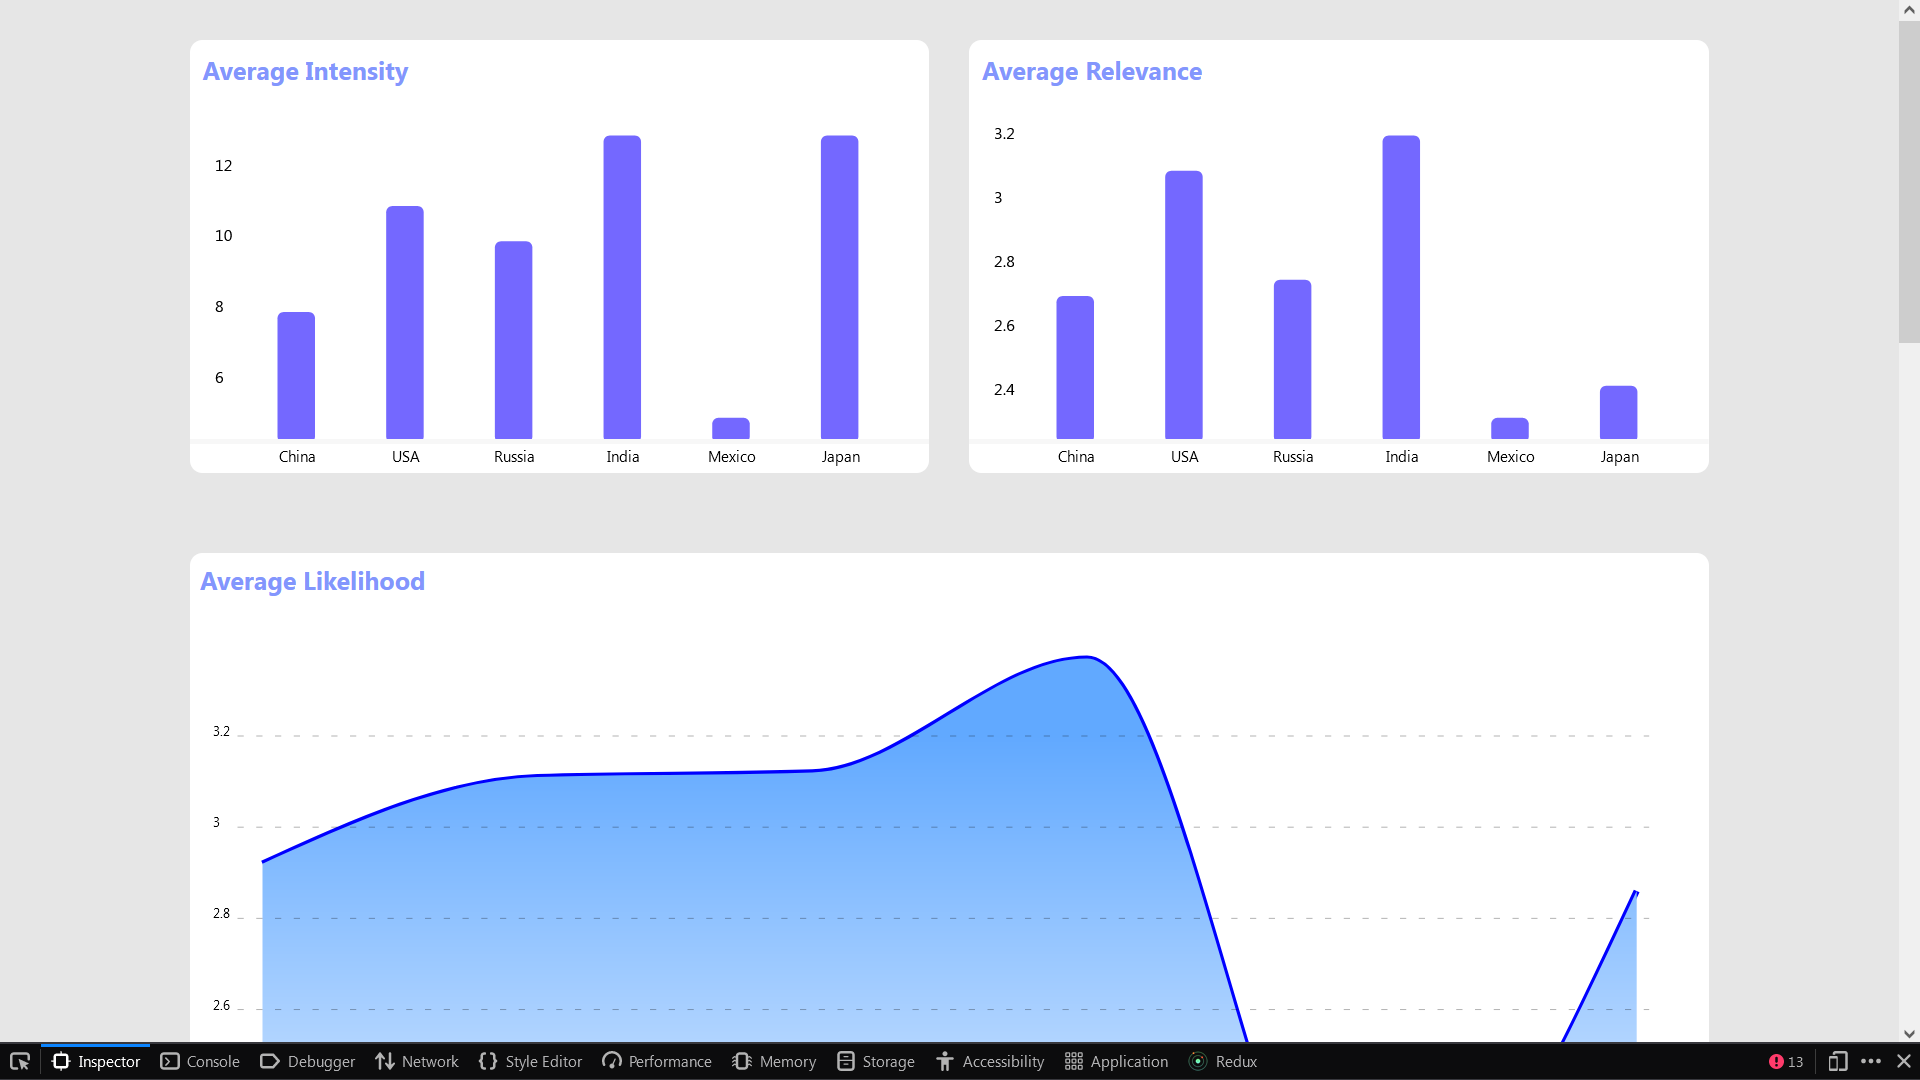 Average Intensity
12
10
8
6
China USA Russia India Mexico Japan
Average Relevance
3.2
3
2.8
2.6
2.4
China USA Russia India Mexico Japan
Average Likelihood
3.2
3
2.8
2.6
Inspector Console Debugger Network Style Editor Performance Memory Storage Accessibility Application Redux 13